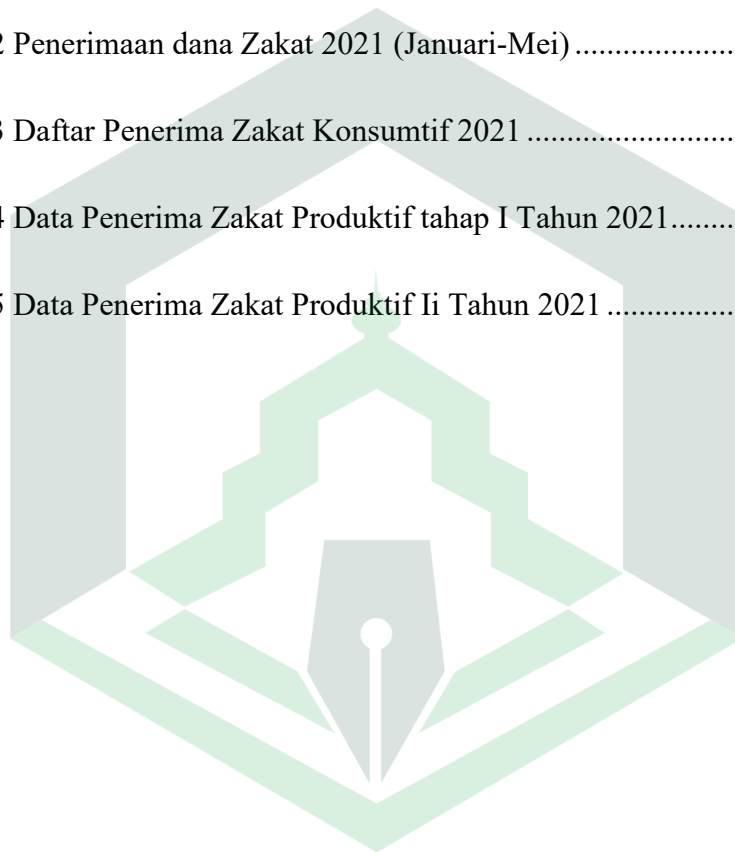 2 Penerimaan dana Zakat 2021 (Januari-Mei) .....................
3 Daftar Penerima Zakat Konsumtif 2021 ...........................
4 Data Penerima Zakat Produktif tahap I Tahun 2021........
5 Data Penerima Zakat Produktif Ii Tahun 2021 ................